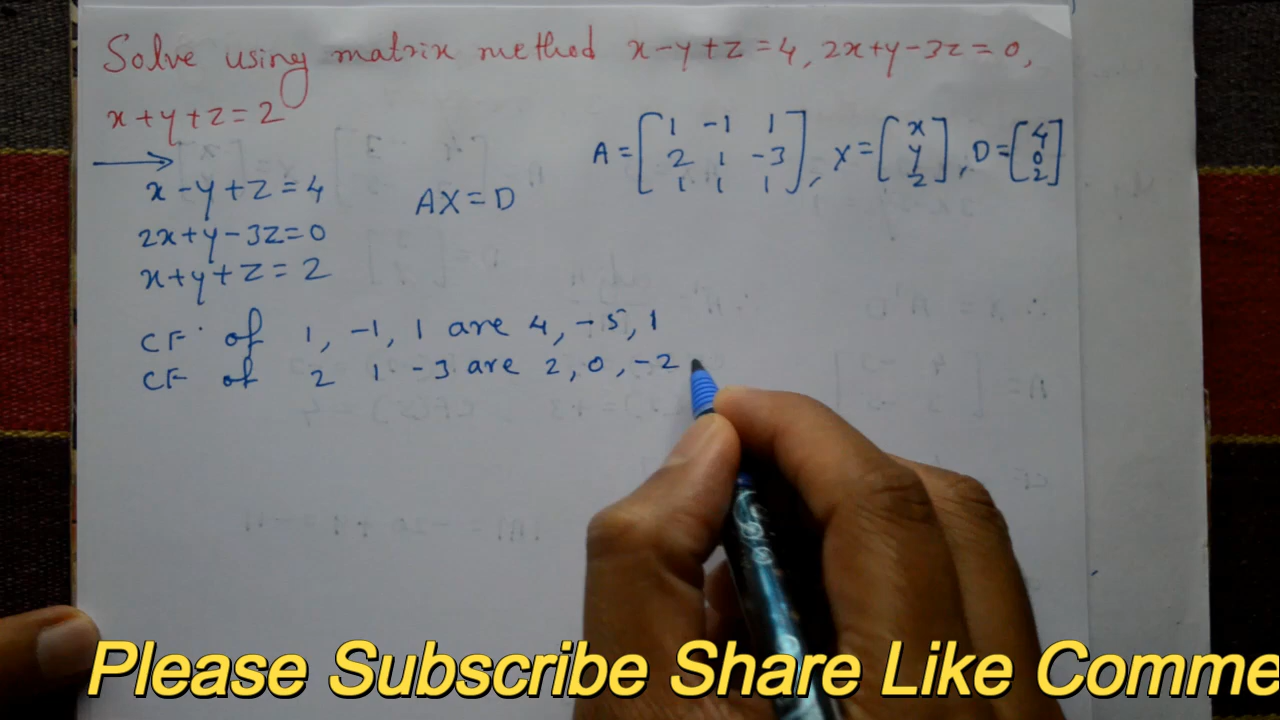 Solve using matrix method x-y+z=4, 2x+y-3z=0,
x+y+z=2
A = [1 -1 1
2 1 -3
1 1 1], X = [x
y
z], D = [4
0
2]
x-y+z=4
AX=D
2x+y-3z=0
x+y+z=2
CF of 1, -1, 1 are 4, -5, 1
CF of 2 1 -3 are 2, 0, -2
Please Subscribe Share Like Comme